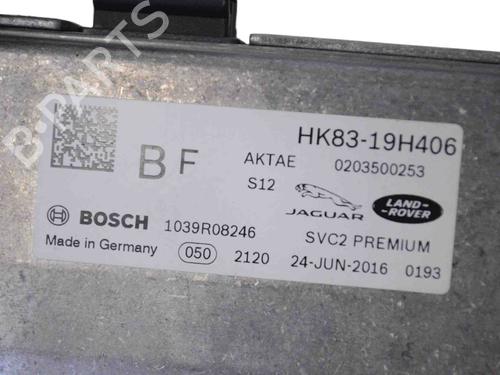 B-PARTS
HK83-19H406
BF AKTAE 0203500253
S12 JAGUAR LAND-ROVER
BOSCH 1039R08246 SVC2 PREMIUM
Made in Germany 050 2120 24-JUN-2016 0193